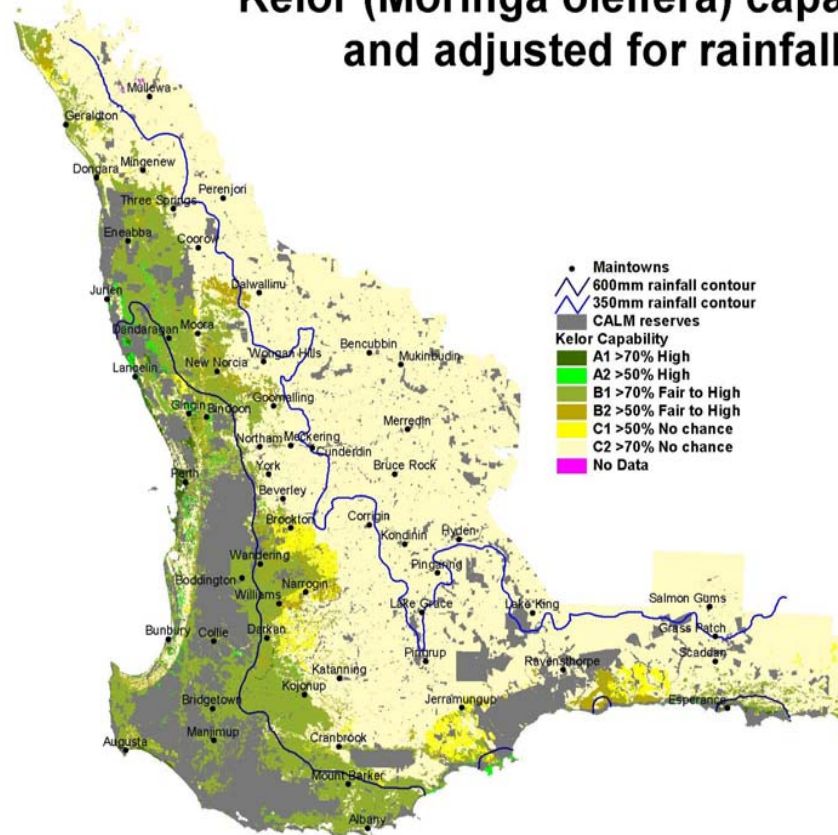 Kelor (Moringa oleifera) capa
and adjusted for rainfall
Mullewa
Geraldton
Mingenew
Dongara
Perenjori
Three Springs
Eneabba
Coorow
Dalwallinu
Jurien
Dandaragan
Moora
Wongan Hills
Bencubbin
Mukinbudin
Lancelin
New Norcia
Goomalling
Gingin
Bindoon
Merredin
Northam
Meckering
Cunderdin
York
Bruce Rock
Perth
Beverley
Brookton
Corrigin
Kondinin
Hyden
Wandering
Pingaring
Boddington
Narrogin
Williams
Lake Grace
Lake King
Salmon Gums
Bunbury
Collie
Darkan
Grass Patch
Pingrup
Ravensthorpe
Scaddan
Katanning
Kojonup
Bridgetown
Jerramungup
Esperance
Manjimup
Augusta
Cranbrook
Mount Barker
Albany
Maintowns
600mm rainfall contour
350mm rainfall contour
CALM reserves
Kelor Capability
A1 >70% High
A2 >50% High
B1 >70% Fair to High
B2 >50% Fair to High
C1 >50% No chance
C2 >70% No chance
No Data